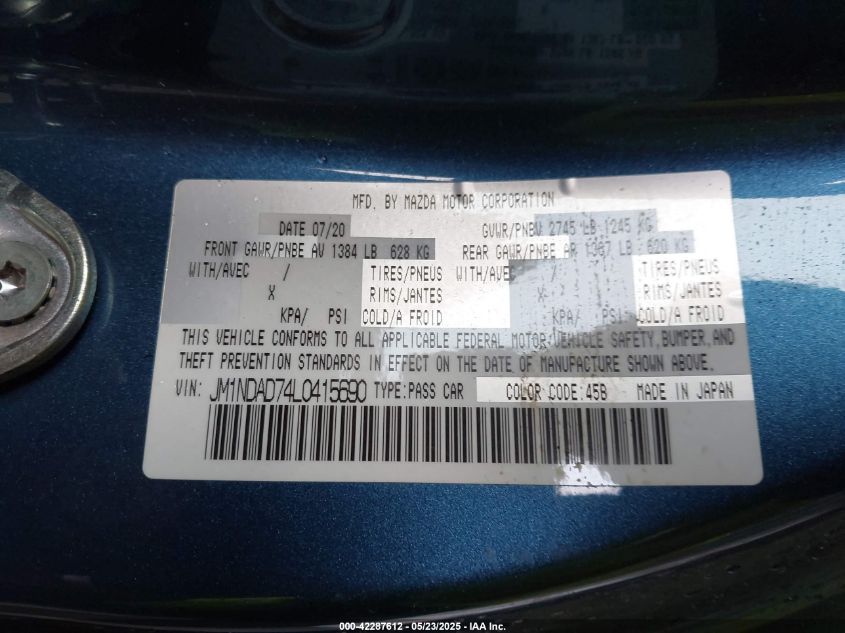 MFD. BY MAZDA MOTOR CORPORATION
DATE 07/20 GVWR/PNBV 2745 LB 1245 KG
FRONT GAWR/PNBE AV 1384 LB 628 KG REAR GAWR/PNBE AR 1367 LB 620 KG
WITH/AVEC / TIRES/PNEUS WITH/AVEC / TIRES/PNEUS
X RIMS/JANTES X RIMS/JANTES
KPA/ PSI COLD/A FROID KPA/ PSI COLD/A FROID
THIS VEHICLE CONFORMS TO ALL APPLICABLE FEDERAL MOTOR VEHICLE SAFETY, BUMPER, AND
THEFT PREVENTION STANDARDS IN EFFECT ON THE DATE OF MANUFACTURE SHOWN ABOVE.
VIN: JM1NDAD74L0415690 TYPE:PASS CAR COLOR CODE:45B MADE IN JAPAN
000-42287612 - 05/23/2025 - IAA Inc.